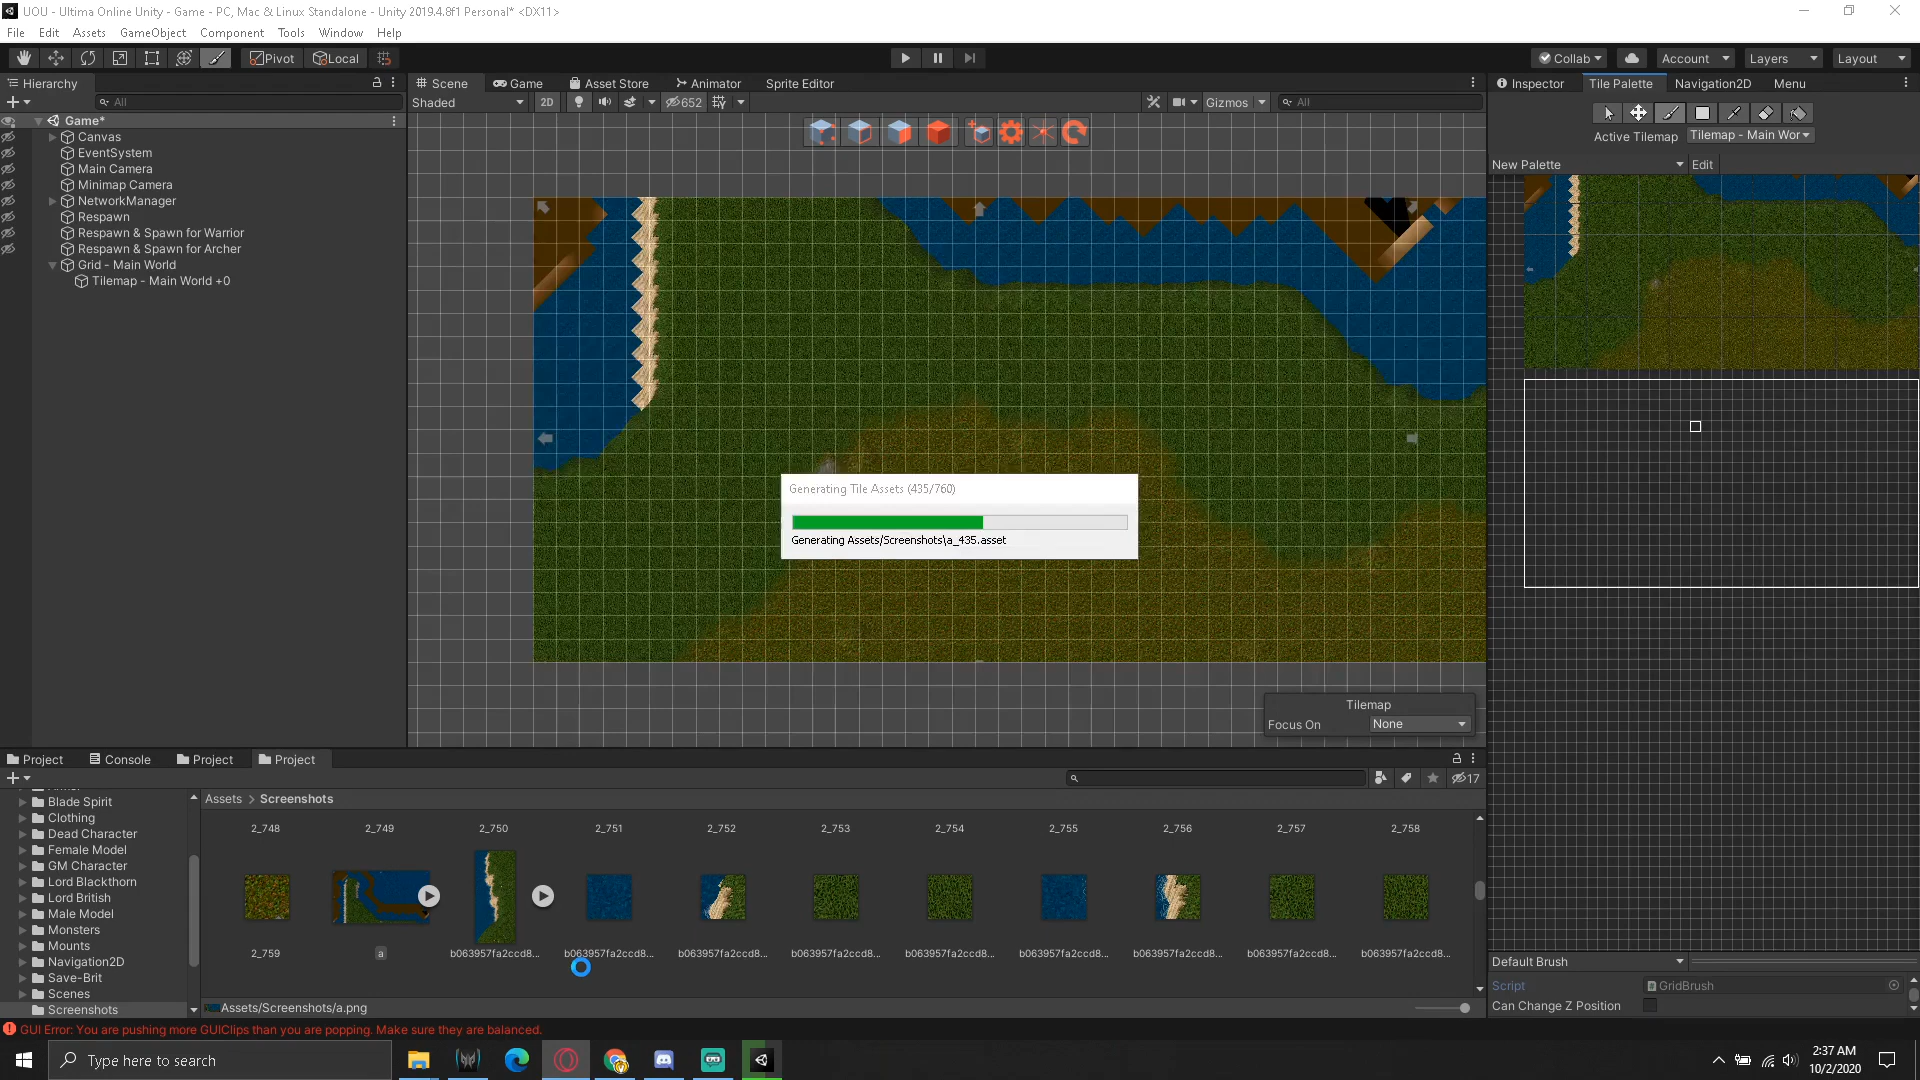 UOU - Ultima Online Unity - Game - PC, Mac & Linux Standalone - Unity 2019.4.8f1 Personal* <DX11>
File Edit Assets GameObject Component Tools Window Help
Pivot Local Collab Account Layers Layout
Hierarchy Scene Game Asset Store Animator Sprite Editor Inspector Tile Palette Navigation2D Menu
All Shaded 2D 652 Gizmos All
Game*
Canvas
EventSystem
Main Camera
Minimap Camera
NetworkManager
Respawn
Respawn & Spawn for Warrior
Respawn & Spawn for Archer
Grid - Main World
Tilemap - Main World +0
Active Tilemap Tilemap - Main Wor
New Palette Edit
Generating Tile Assets (435/760)
Generating Assets/Screenshots\a_435.asset
Tilemap
Focus On None
Project Console Project Project
17
Blade Spirit
Clothing
Dead Character
Female Model
GM Character
Lord Blackthorn
Lord British
Male Model
Monsters
Mounts
Navigation2D
Save-Brit
Scenes
Screenshots
Assets > Screenshots
2_748 2_749 2_750 2_751 2_752 2_753 2_754 2_755 2_756 2_757 2_758
2_759 a b063957fa2ccd8... b063957fa2ccd8... b063957fa2ccd8... b063957fa2ccd8... b063957fa2ccd8... b063957fa2ccd8... b063957fa2ccd8... b063957fa2ccd8... b063957fa2ccd8...
Assets/Screenshots/a.png
Default Brush
Script GridBrush
Can Change Z Position
GUI Error: You are pushing more GUIClips than you are popping. Make sure they are balanced.
Type here to search
2:37 AM
10/2/2020